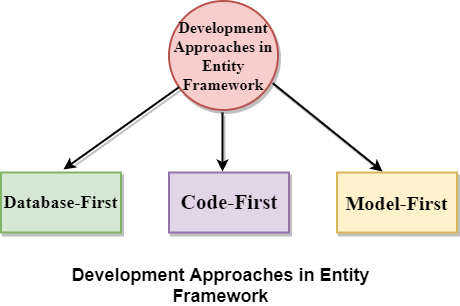 Development
Approaches in
Entity
Framework
Database-First
Code-First
Model-First
Development Approaches in Entity
Framework